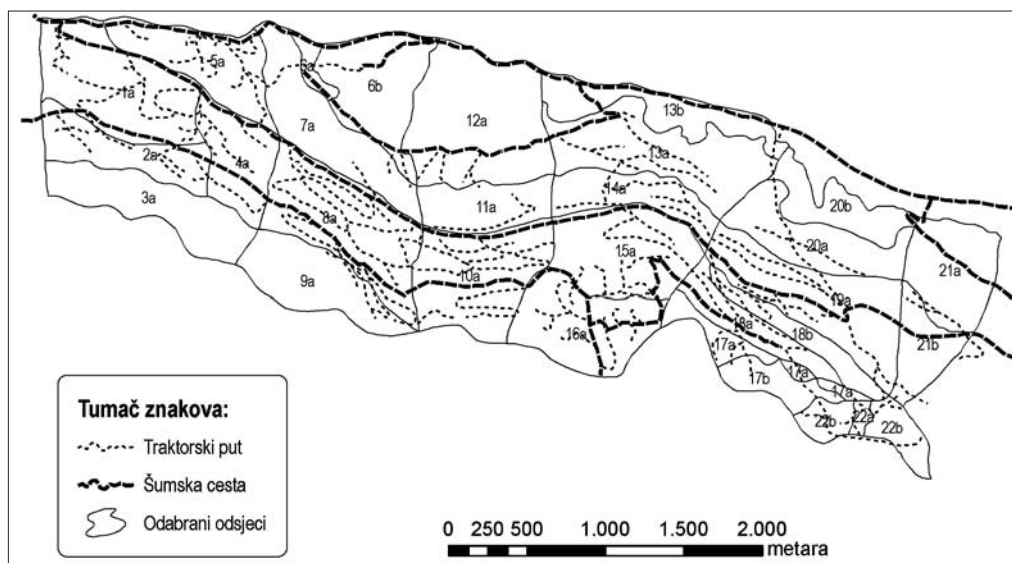 5a
6a
6b
1a
12a
13b
7a
2a
4a
13a
3a
14a
11a
8a
20b
20a
15a
9a
10a
21a
19a
16a
18a
18b
21b
17a
17b
17a
17a
22b
22a
22b
Tumač znakova:
Traktorski put
Šumska cesta
Odabrani odsjeci
0 250 500 1.000 1.500 2.000
metara